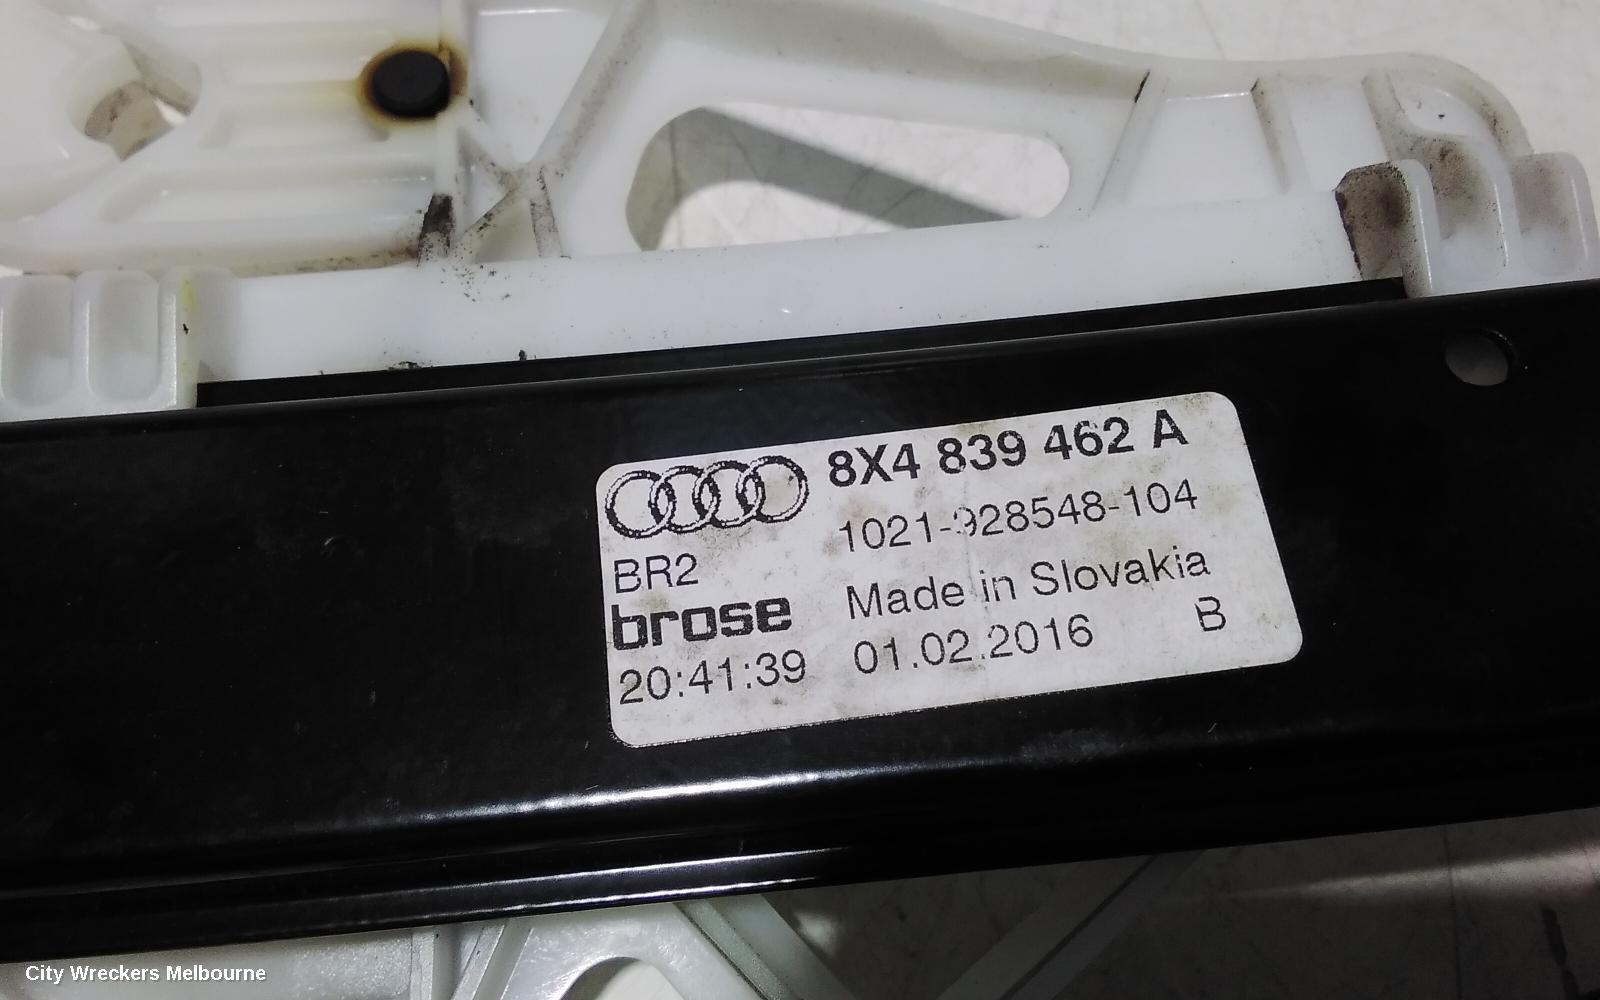 8X4 839 462 A
1021-928548-104
BR2
brose
Made in Slovakia
20:41:39 01.02.2016 B
City Wreckers Melbourne